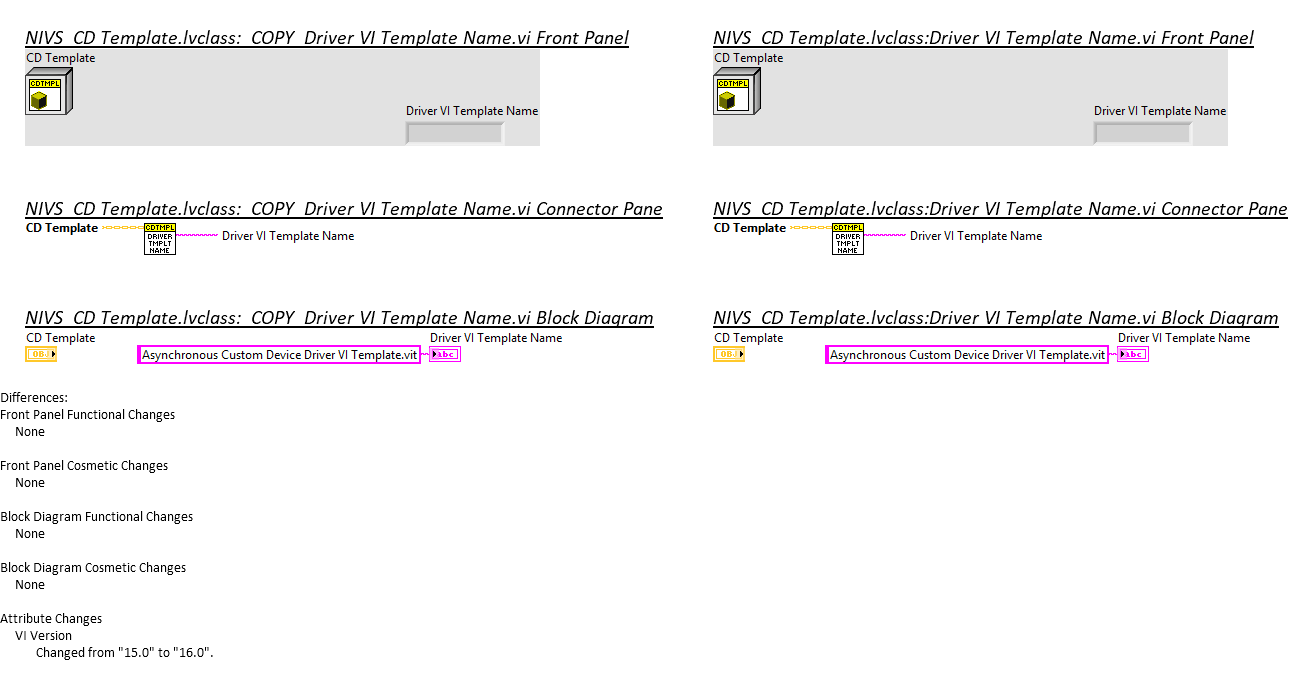 NIVS  CD Template.lvclass:  COPY  Driver VI Template Name.vi Front Panel
CD Template
CDTMPL
Driver VI Template Name
NIVS  CD Template.lvclass:Driver VI Template Name.vi Front Panel
CD Template
CDTMPL
Driver VI Template Name
NIVS  CD Template.lvclass:  COPY  Driver VI Template Name.vi Connector Pane
CD Template
CDTMPL
DRIVER
TMPLT
NAME
Driver VI Template Name
NIVS  CD Template.lvclass:Driver VI Template Name.vi Connector Pane
CD Template
CDTMPL
DRIVER
TMPLT
NAME
Driver VI Template Name
NIVS  CD Template.lvclass:  COPY  Driver VI Template Name.vi Block Diagram
CD Template
Driver VI Template Name
OBJ
Asynchronous Custom Device Driver VI Template.vit
abc
NIVS  CD Template.lvclass:Driver VI Template Name.vi Block Diagram
CD Template
Driver VI Template Name
OBJ
Asynchronous Custom Device Driver VI Template.vit
abc
Differences:
Front Panel Functional Changes
None
Front Panel Cosmetic Changes
None
Block Diagram Functional Changes
None
Block Diagram Cosmetic Changes
None
Attribute Changes
VI Version
Changed from "15.0" to "16.0".